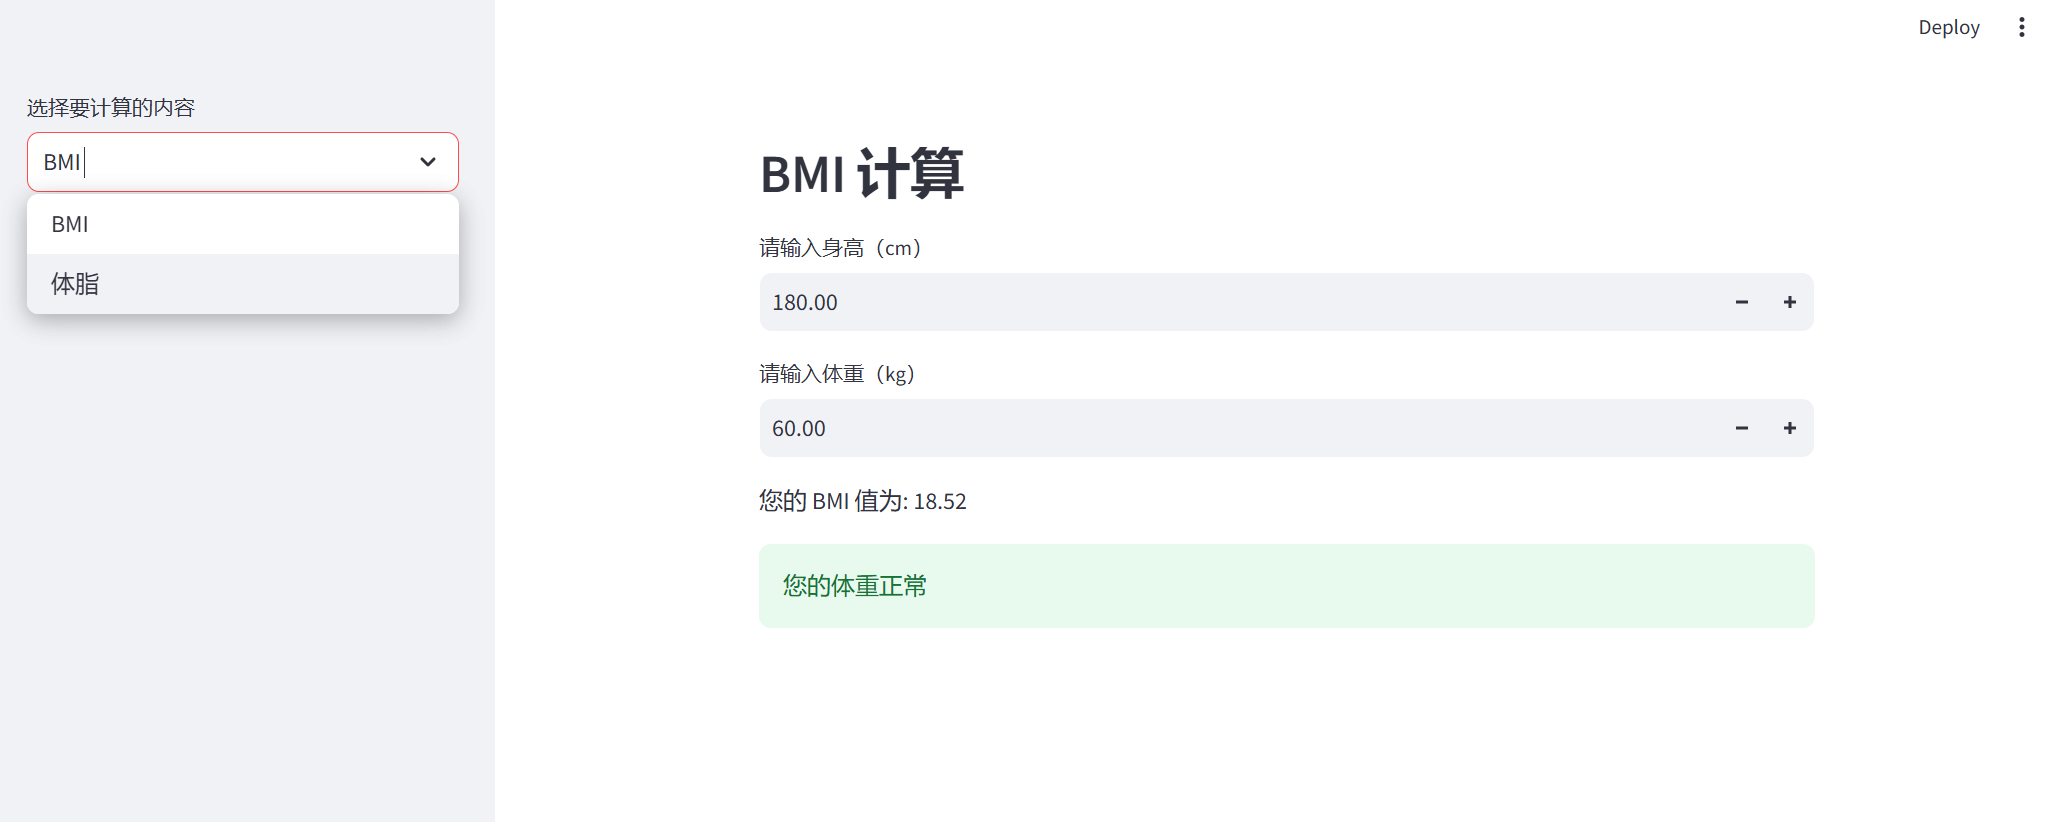 Deploy
选择要计算的内容
BMI
BMI
体脂
BMI 计算
请输入身高（cm）
180.00
请输入体重（kg）
60.00
您的 BMI 值为: 18.52
您的体重正常